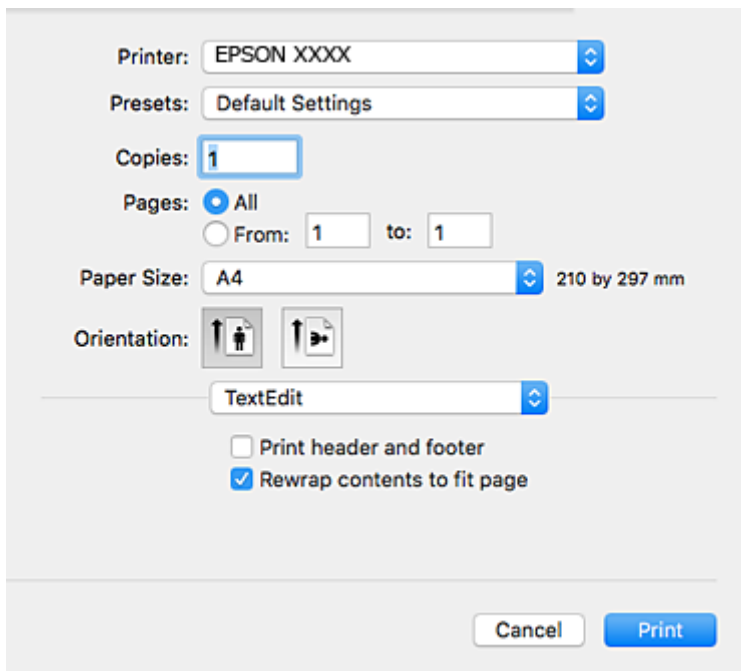 Printer: EPSON XXXX
Presets: Default Settings
Copies: 1
Pages: All
From: 1 to: 1
Paper Size: A4 210 by 297 mm
Orientation:
TextEdit
Print header and footer
Rewrap contents to fit page
Cancel Print